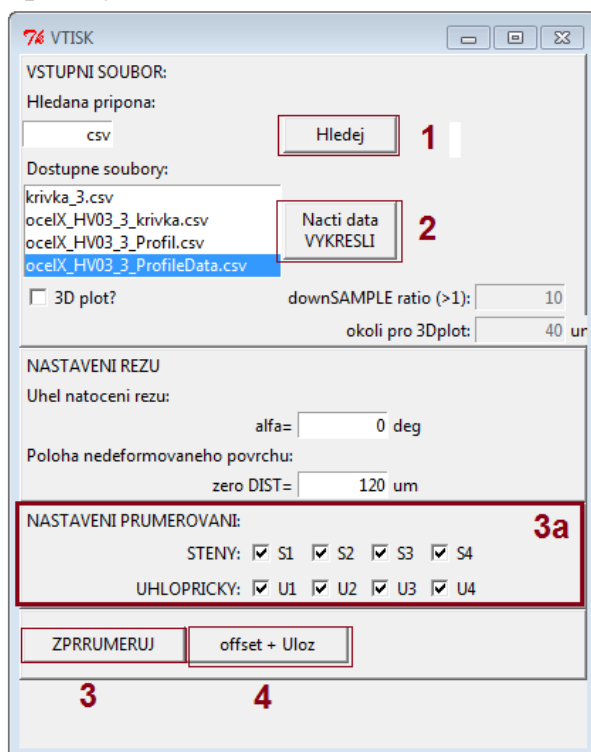 VTISK
VSTUPNI SOUBOR:
Hledana pripona:
csv Hledej 1
Dostupne soubory:
krivka_3.csv
ocelX_HV03_3_krivka.csv
ocelX_HV03_3_Profil.csv
ocelX_HV03_3_ProfileData.csv
Nacti data
VYKRESLI
2
3D plot? downSAMPLE ratio (>1): 10
okoli pro 3Dplot: 40 um
NASTAVENI REZU
Uhel natoceni rezu:
alfa= 0 deg
Poloha nedeformovaneho povrchu:
zero DIST= 120 um
NASTAVENI PRUMEROVANI: 3a
STENY: S1 S2 S3 S4
UHLOPRICKY: U1 U2 U3 U4
ZPRRUMERUJ offset + Uloz
3 4